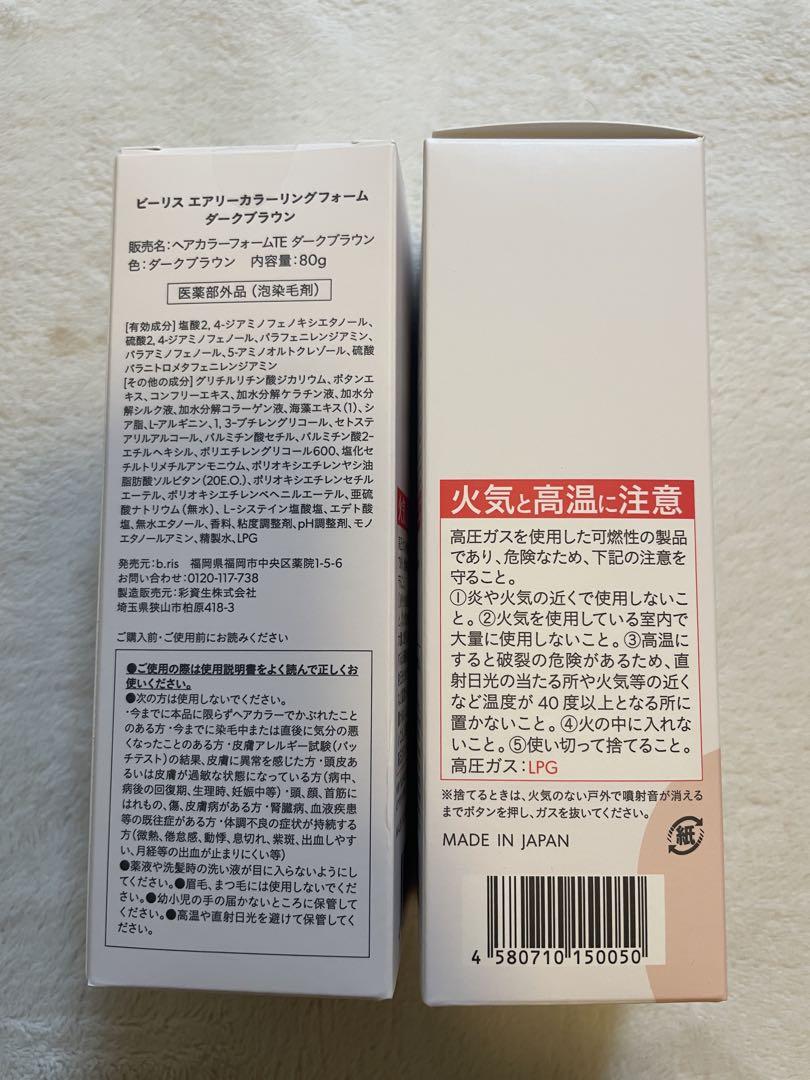 ビーリス エアリーカラーリングフォーム
ダークブラウン
販売名：ヘアカラーフォームTE ダークブラウン
色：ダークブラウン 内容量：80g
医薬部外品（泡染毛剤）
[有効成分] 塩酸2, 4-ジアミノフェノキシエタノール、
硫酸2, 4-ジアミノフェノール、パラフェニレンジアミン、
パラアミノフェノール、5-アミノオルトクレゾール、硫酸
パラニトロメタフェニレンジアミン
[その他の成分] グリチルリチン酸ジカリウム、ボタンエ
キス、コンフリーエキス、加水分解ケラチン液、加水分
解シルク液、加水分解コラーゲン液、海藻エキス（1）、シ
ア脂、L-アルギニン、1, 3-ブチレングリコール、セトステ
アリルアルコール、パルミチン酸セチル、パルミチン酸2-
エチルヘキシル、ポリエチレングリコール600、塩化セ
チルトリメチルアンモニウム、ポリオキシエチレンヤシ油
脂肪酸ソルビタン（20E.O.）、ポリオキシエチレンセチル
エーテル、ポリオキシエチレンベヘニルエーテル、亜硫
酸ナトリウム（無水）、L-システイン塩酸塩、エデト酸
塩、無水エタノール、香料、粘度調整剤、pH調整剤、モノ
エタノールアミン、精製水、LPG
発売元：b.ris 福岡県福岡市中央区薬院1-5-6
お問い合わせ：0120-117-738
製造販売元：彩資生株式会社
埼玉県狭山市柏原418-3
ご購入前・ご使用前にお読みください
●ご使用の際は使用説明書をよく読んで正しくお
使いください。
●次の方は使用しないでください。
・今までに本品に限らずヘアカラーでかぶれたこと
のある方・今までに染毛中または直後に気分の悪
くなったことのある方・皮膚アレルギー試験（パッ
チテスト）の結果、皮膚に異常を感じた方・頭皮あ
るいは皮膚が過敏な状態になっている方（病中、
病後の回復期、生理時、妊娠中等）・頭、顔、首筋に
はれもの、傷、皮膚病がある方・腎臓病、血液疾患
等の既往症がある方・体調不良の症状が持続する
方（微熱、倦怠感、動悸、息切れ、紫斑、出血しやす
い、月経等の出血が止まりにくい等）
●薬液や洗髪時の洗い液が目に入らないようにし
てください。●眉毛、まつ毛には使用しないでくだ
さい。●幼小児の手の届かないところに保管して
ください。●高温や直射日光を避けて保管してく
ださい。
火気と高温に注意
高圧ガスを使用した可燃性の製品
であり、危険なため、下記の注意を
守ること。
①炎や火気の近くで使用しないこ
と。②火気を使用している室内で
大量に使用しないこと。③高温に
すると破裂の危険があるため、直
射日光の当たる所や火気等の近く
など温度が 40 度以上となる所に
置かないこと。④火の中に入れな
いこと。⑤使い切って捨てること。
高圧ガス：LPG
※捨てるときは、火気のない戸外で噴射音が消える
までボタンを押し、ガスを抜いてください。
MADE IN JAPAN
紙
4 580710 150050